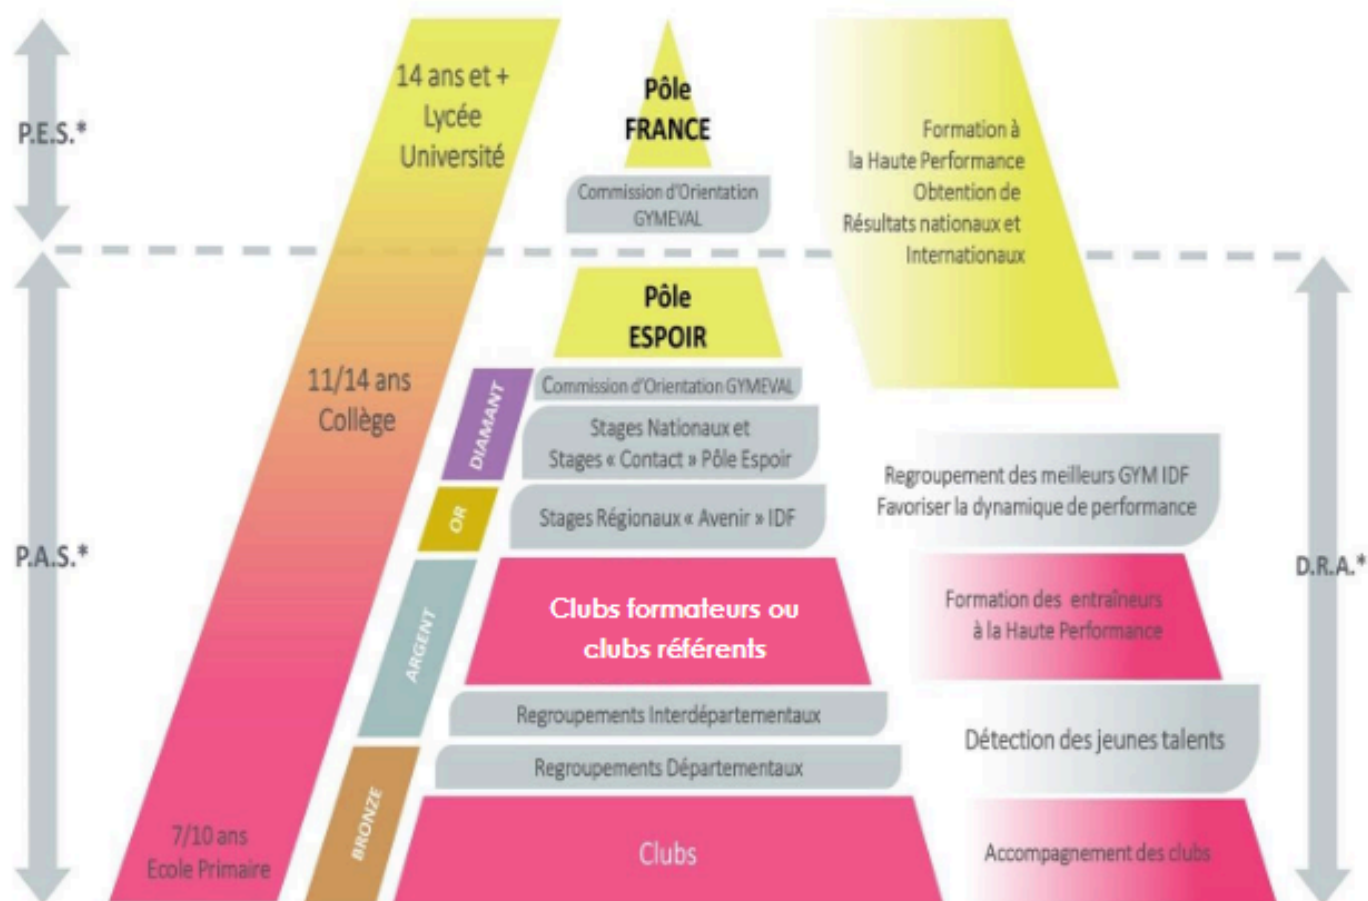 P.E.S.*
14 ans et +
Lycée
Université
Pôle
FRANCE
Commission d'Orientation
GYMEVAL
Formation à
la Haute Performance
Obtention de
Résultats nationaux et
Internationaux
Pôle
ESPOIR
11/14 ans
Collège
DIAMANT
Commission d'Orientation GYMEVAL
Stages Nationaux et
Stages « Contact » Pôle Espoir
Regroupement des meilleurs GYM IDF
Favoriser la dynamique de performance
OR
Stages Régionaux « Avenir » IDF
P.A.S.*
D.R.A.*
ARGENT
Clubs formateurs ou
clubs référents
Formation des entraîneurs
à la Haute Performance
Regroupements Interdépartementaux
Regroupements Départementaux
Détection des jeunes talents
7/10 ans
Ecole Primaire
BRONZE
Clubs
Accompagnement des clubs